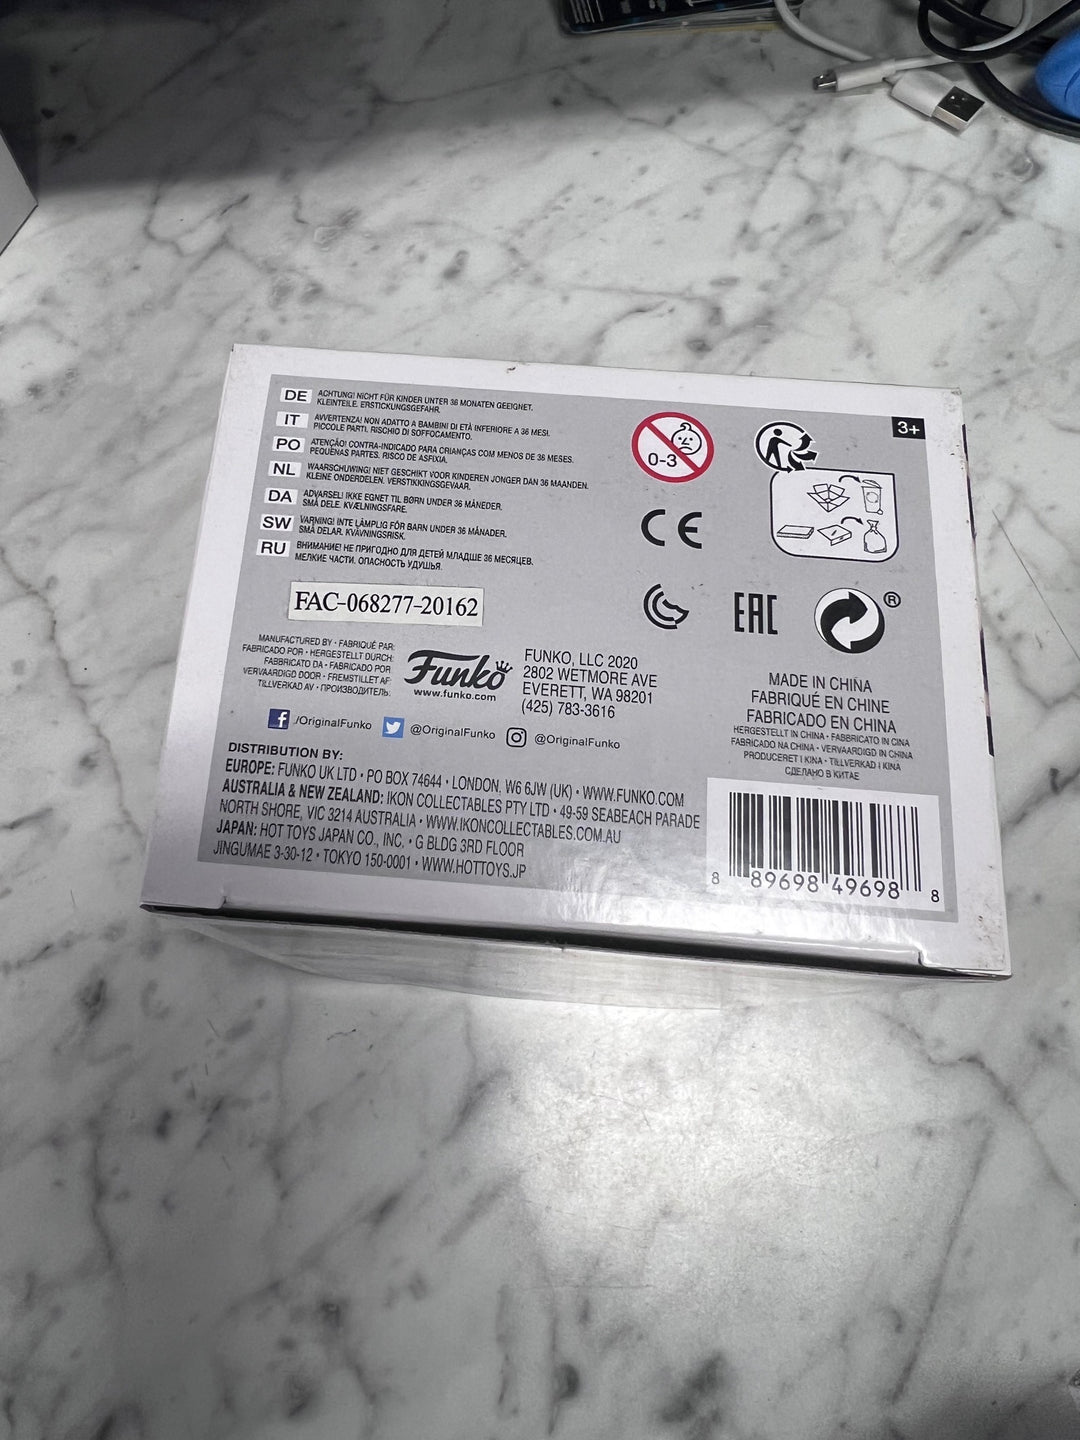 DE ACHTUNG! NICHT FÜR KINDER UNTER 36 MONATEN GEEIGNET.
KLEINTEILE. ERSTICKUNGSGEFAHR.
IT AVVERTENZA! NON ADATTO A BAMBINI DI ETÀ INFERIORE A 36 MESI.
PICCOLE PARTI. RISCHIO DI SOFFOCAMENTO.
PO ATENÇÃO! CONTRA-INDICADO PARA CRIANÇAS COM MENOS DE 36 MESES.
PEQUENAS PARTES. RISCO DE ASFIXIA.
NL WAARSCHUWING! NIET GESCHIKT VOOR KINDEREN JONGER DAN 36 MAANDEN.
KLEINE ONDERDELEN. VERSTIKKINGSGEVAAR.
DA ADVARSEL! IKKE EGNET TIL BØRN UNDER 36 MÅNEDER.
SMÅ DELE. KVÆLNINGSFARE.
SW VARNING! INTE LÄMPLIG FÖR BARN UNDER 36 MÅNADER.
SMÅ DELAR. KVÄVNINGSRISK.
RU ВНИМАНИЕ! НЕ ПРИГОДНО ДЛЯ ДЕТЕЙ МЛАДШЕ 36 МЕСЯЦЕВ.
МЕЛКИЕ ЧАСТИ. ОПАСНОСТЬ УДУШЬЯ.
0-3
3+
CE
EAC
®
FAC-068277-20162
MANUFACTURED BY • FABRIQUÉ PAR:
FABRICADO POR • HERGESTELLT DURCH:
FABBRICATO DA • FABRICADO POR
VERVAARDIGD DOOR • FREMSTILLET AF
TILLVERKAD AV • ПРОИЗВОДИТЕЛЬ:
Funko
www.funko.com
FUNKO, LLC 2020
2802 WETMORE AVE
EVERETT, WA 98201
(425) 783-3616
f /OriginalFunko @OriginalFunko @OriginalFunko
MADE IN CHINA
FABRIQUÉ EN CHINE
FABRICADO EN CHINA
HERGESTELLT IN CHINA • FABBRICATO IN CINA
FABRICADO NA CHINA • VERVAARDIGD IN CHINA
PRODUCERET I KINA • TILLVERKAD I KINA
СДЕЛАНО В КИТАЕ
DISTRIBUTION BY:
EUROPE: FUNKO UK LTD • PO BOX 74644 • LONDON, W6 6JW (UK) • WWW.FUNKO.COM
AUSTRALIA & NEW ZEALAND: IKON COLLECTABLES PTY LTD • 49-59 SEABEACH PARADE
NORTH SHORE, VIC 3214 AUSTRALIA • WWW.IKONCOLLECTABLES.COM.AU
JAPAN: HOT TOYS JAPAN CO., INC. • G BLDG 3RD FLOOR
JINGUMAE 3-30-12 • TOKYO 150-0001 • WWW.HOTTOYS.JP
8 89698 49698 8